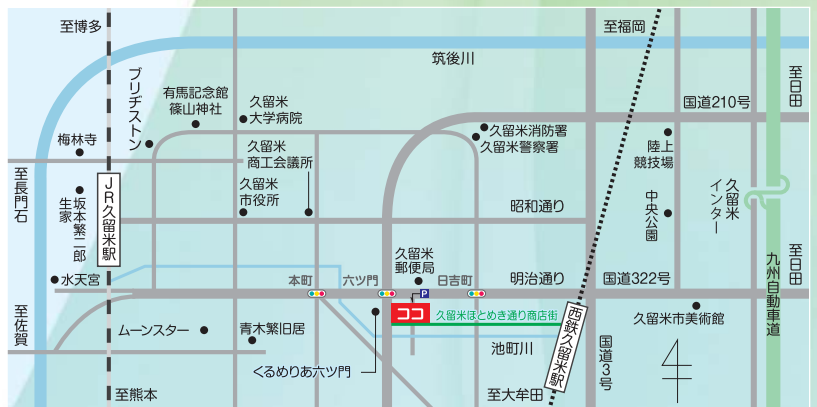 至博多
至福岡
筑後川
ブリヂストン
有馬記念館
篠山神社
久留米
大学病院
国道210号
至日田
久留米消防署
久留米警察署
陸上
競技場
梅林寺
久留米
商工会議所
久留米
インター
至長門石
JR久留米駅
坂本繁二郎
生家
久留米
市役所
昭和通り
中央公園
久留米
郵便局
水天宮
本町
六ツ門
日吉町
明治通り
国道322号
至日田
九州自動車道
P
ココ
久留米ほとめき通り商店街
西鉄久留米駅
久留米市美術館
至佐賀
ムーンスター
青木繁旧居
池町川
国道3号
くるめりあ六ツ門
至熊本
至大牟田